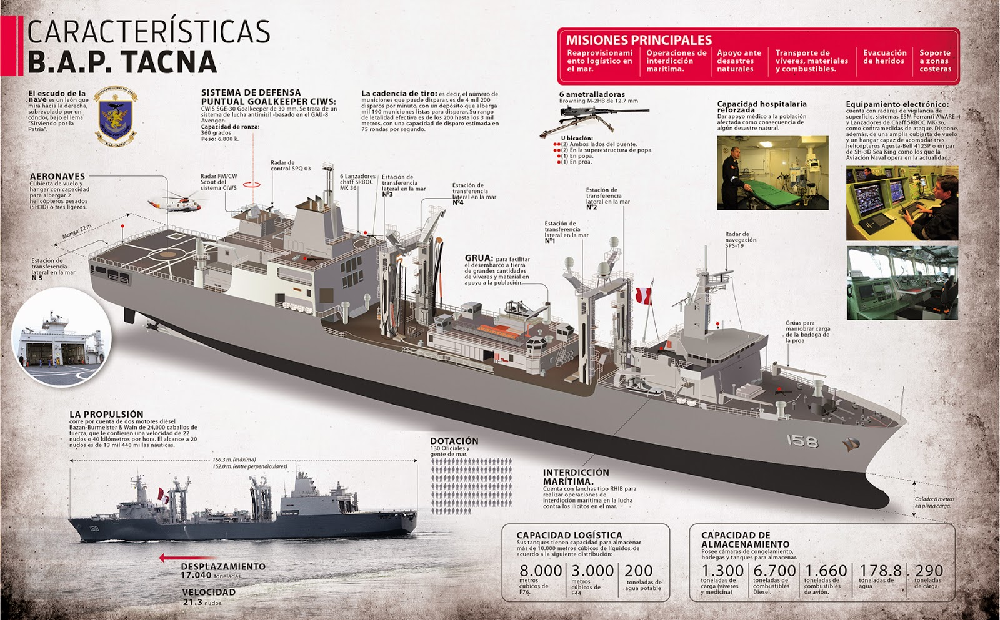 CARACTERÍSTICAS
B.A.P. TACNA
MISIONES PRINCIPALES
Reaprovisionami
ento logístico en
el mar.
Operaciones de
interdicción
marítima.
Apoyo ante
desastres
naturales
Transporte de
víveres, materiales
y combustibles.
Evacuación
de heridos
Soporte
a zonas
costeras
El escudo de la
nave es un león que
mira hacia la derecha,
sobrevolado por un
cóndor, bajo el lema
"Sirviendo por la
Patria".
B.A.P. "TACNA"
SISTEMA DE DEFENSA
PUNTUAL GOALKEEPER CIWS:
CWIS SGE-30 Goalkeeper de 30 mm. Se trata de un
sistema de lucha antimisil -basado en el GAU-8
Avenger-
Capacidad de ronza:
360 grados
Peso: 6.800 k.
La cadencia de tiro: es decir, el número de
municiones que puede disparar, es de 4 mil 200
disparos por minuto, con un depósito que alberga
mil 190 municiones listas para disparar. Su rango
de letalidad efectiva es de los 200 hasta los 3 mil
metros, con una capacidad de disparo estimada en
75 rondas por segundo.
6 ametralladoras
Browning M-2HB de 12.7 mm
U bicación:
(2) Ambos lados del puente.
(2) En la superestructura de popa.
(1) En popa.
(1) En proa.
Capacidad hospitalaria
reforzada
Dar apoyo médico a la población
afectada como consecuencia de
algún desastre natural.
Equipamiento electrónico:
cuenta con radares de vigilancia de
superficie, sistemas ESM Ferranti AWARE-4
y Lanzadores de Chaff SRBOC MK-36,
como contramedidas de ataque. Dispone,
además, de una amplia cubierta de vuelo
y un hangar capaz de acomodar tres
helicópteros Agusta-Bell 412SP o un par
de SH-3D Sea King como los que la
Aviación Naval opera en la actualidad.
AERONAVES
Cubierta de vuelo y
hangar con capacidad
para albergar 2
helicópteros pesados
(SH3D) o tres ligeros.
Radar FM/CW
Scout del
sistema CIWS
Radar de
control SPQ 03
6 Lanzadores
chaff SRBOC
MK 36
Estación de
transferencia
lateral en la mar
Nº3
Estación de
transferencia
lateral en la mar
Nº4
Estación de
transferencia
lateral en la mar
Nº2
Estación de
transferencia
lateral en la mar
Nº1
Radar de
navegación
SPS-19
Manga: 22 m.
Estación de
transferencia
lateral en la mar
N 5
GRUA: para facilitar
el desembarco a tierra
de grandes cantidades
de víveres y material en
apoyo a la población.
Grúas para
maniobrar carga
de la bodega de
la proa
158
LA PROPULSIÓN
corre por cuenta de dos motores diésel
Bazan-Burmeister & Wain de 24,000 caballos de
fuerza, que le confieren una velocidad de 22
nudos o 40 kilómetros por hora. El alcance a 20
nudos es de 13 mil 440 millas náuticas.
166.3 m. (máxima)
152.0 m. (entre perpendiculares)
158
DOTACIÓN
130 Oficiales y
gente de mar.
INTERDICCIÓN
MARÍTIMA.
Cuenta con lanchas tipo RHIB para
realizar operaciones de
interdicción marítima en la lucha
contra los ilícitos en el mar.
Calado: 8 metros
en plena carga.
DESPLAZAMIENTO
17.040 toneladas.
VELOCIDAD
21.3 nudos.
CAPACIDAD LOGÍSTICA
Sus tanques tienen capacidad para almacenar
más de 10.000 metros cúbicos de líquidos, de
acuerdo a la siguiente distribución:
8.000
metros
cúbicos de
F76.
3.000
metros
cúbicos de
F44
200
toneladas de
agua potable
CAPACIDAD DE
ALMACENAMIENTO
Posee cámaras de congelamiento,
bodegas y tanques para almacenar.
1.300
toneladas de
carga (víveres
y medicina)
6.700
toneladas de
combustibles
Diesel.
1.660
toneladas de
combustibles
de avión.
178.8
toneladas de
agua
290
toneladas
de carga